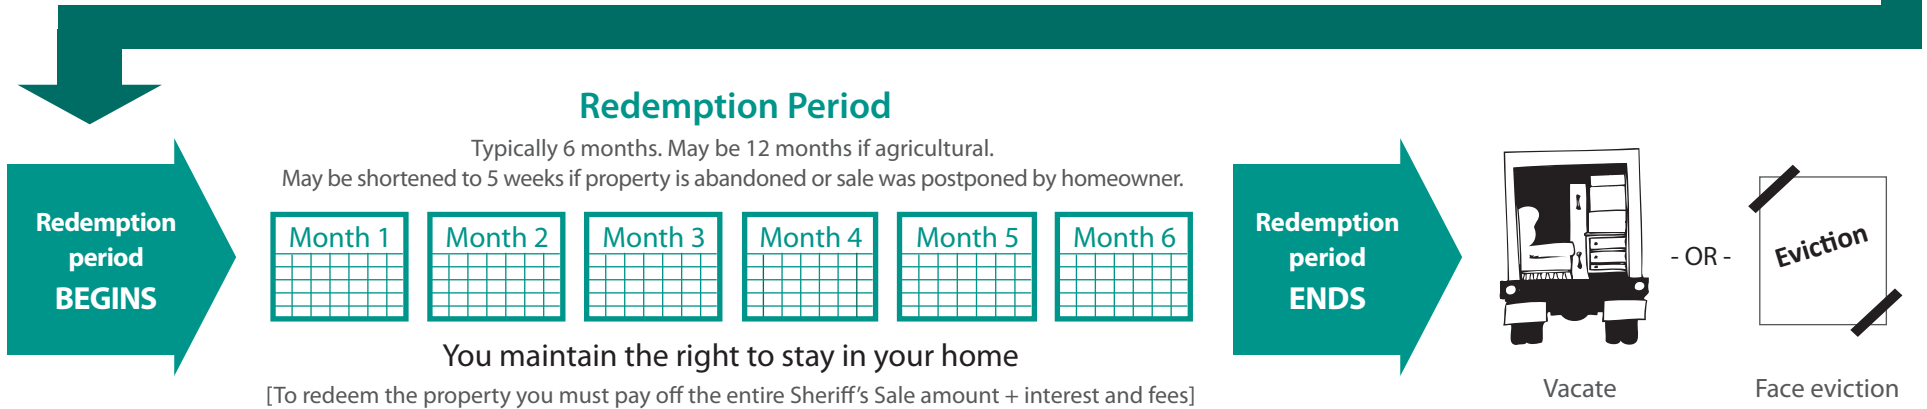 Redemption
period
BEGINS
Redemption Period
Typically 6 months. May be 12 months if agricultural.
May be shortened to 5 weeks if property is abandoned or sale was postponed by homeowner.
Month 1
Month 2
Month 3
Month 4
Month 5
Month 6
You maintain the right to stay in your home
[To redeem the property you must pay off the entire Sheriff’s Sale amount + interest and fees]
Redemption
period
ENDS
Vacate
- OR -
Eviction
Face eviction